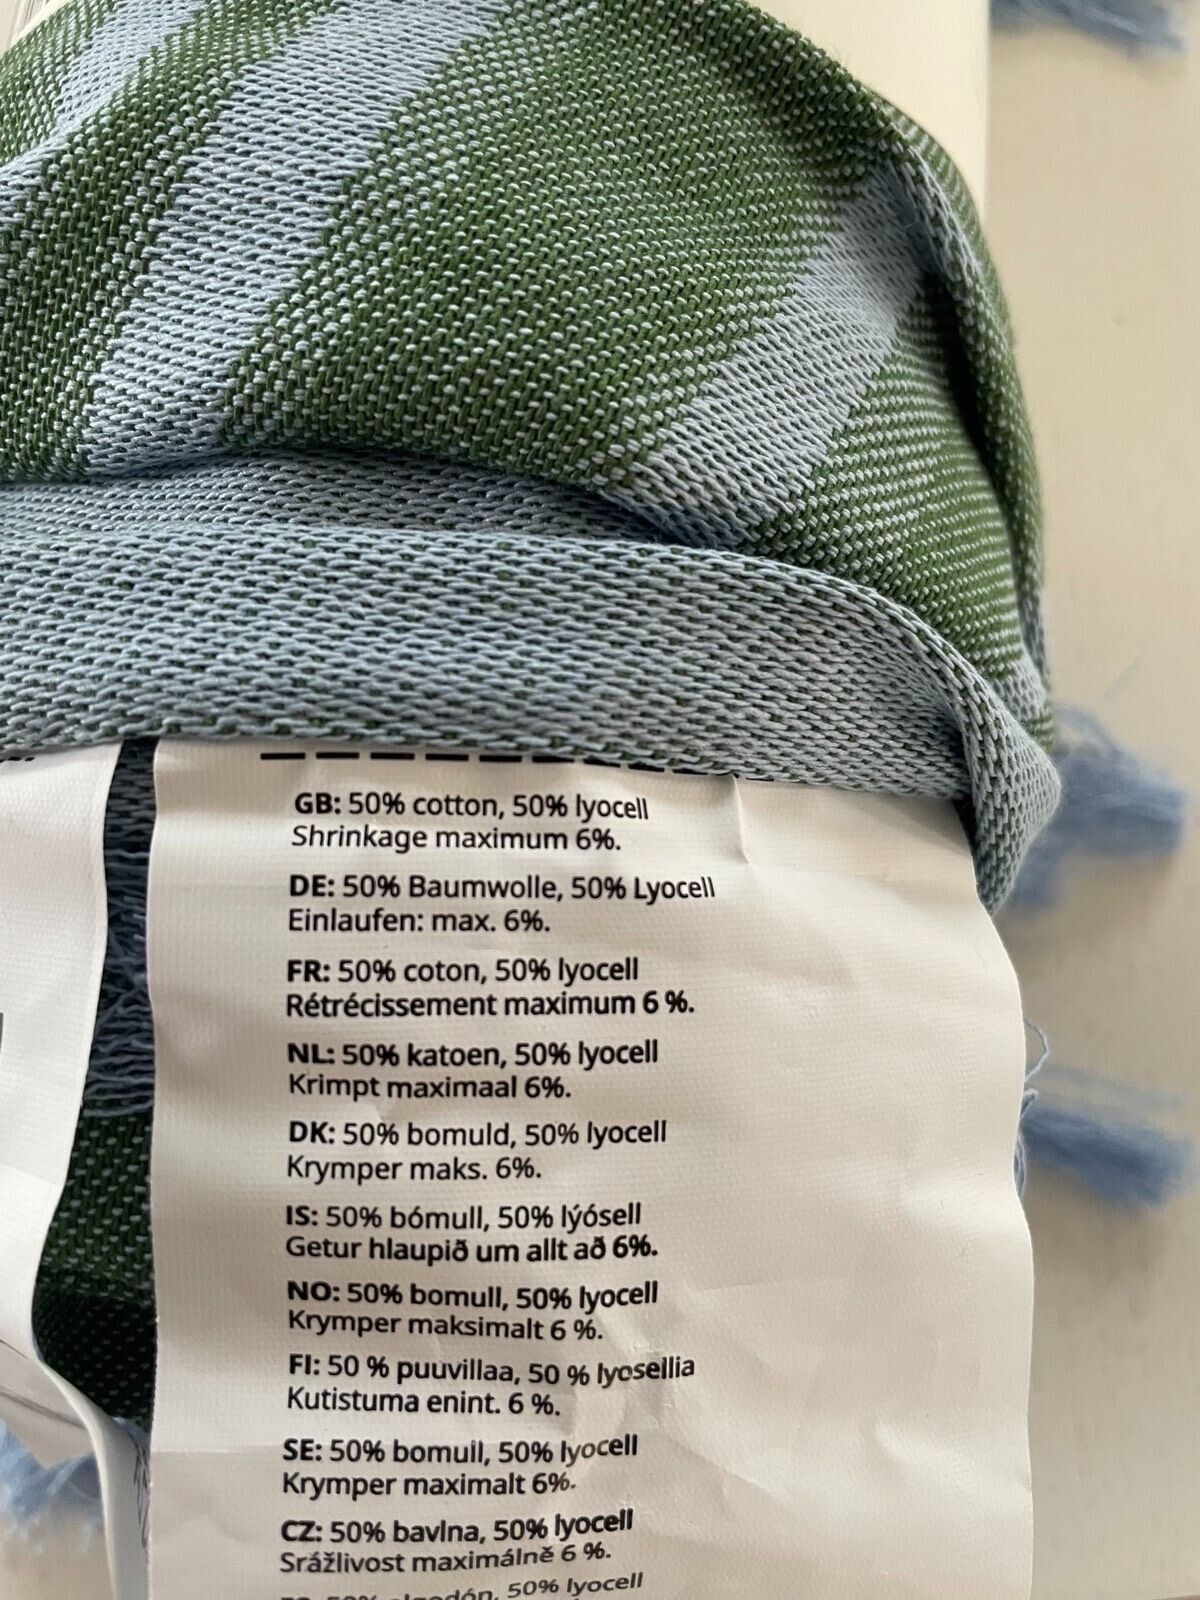 GB: 50% cotton, 50% lyocell
Shrinkage maximum 6%.
DE: 50% Baumwolle, 50% Lyocell
Einlaufen: max. 6%.
FR: 50% coton, 50% lyocell
Rétrécissement maximum 6 %.
NL: 50% katoen, 50% lyocell
Krimpt maximaal 6%.
DK: 50% bomuld, 50% lyocell
Krymper maks. 6%.
IS: 50% bómull, 50% lýósell
Getur hlaupið um allt að 6%.
NO: 50% bomull, 50% lyocell
Krymper maksimalt 6 %.
FI: 50 % puuvillaa, 50 % lyosellia
Kutistuma enint. 6 %.
SE: 50% bomull, 50% lyocell
Krymper maximalt 6%.
CZ: 50% bavlna, 50% lyocell
Srážlivost maximálně 6 %.
50% algodón, 50% lyocell